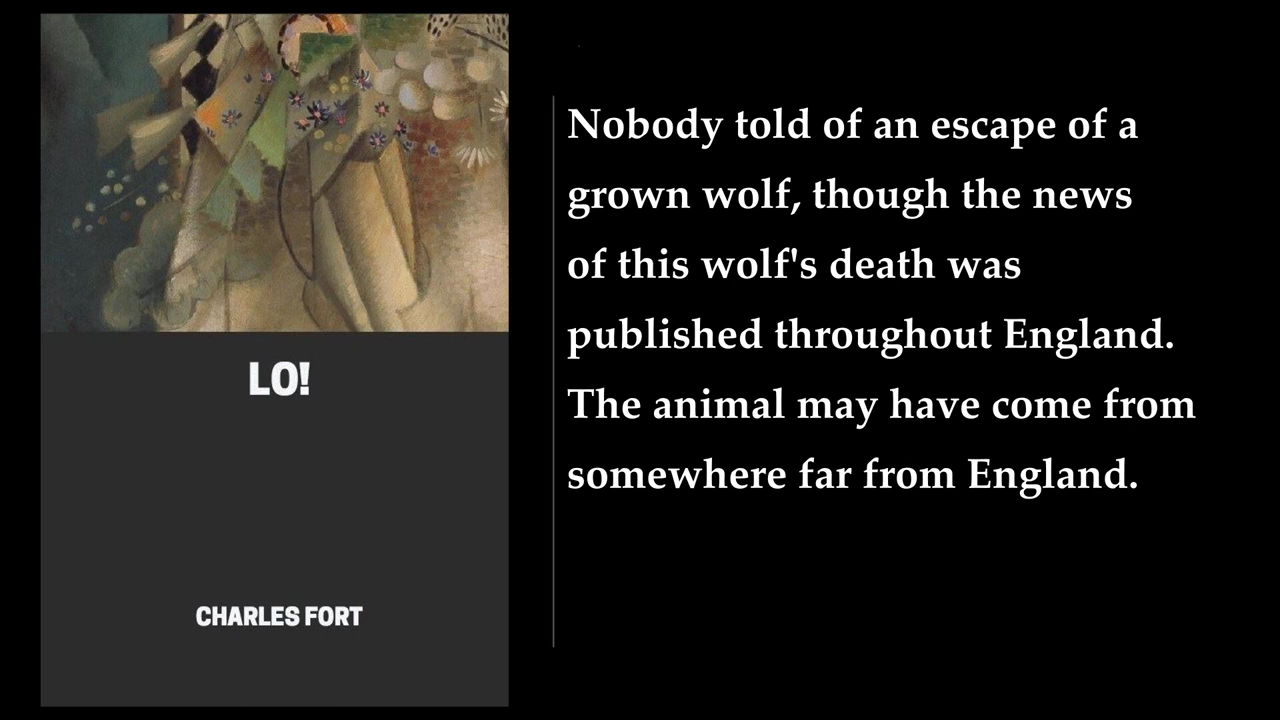 LO!
CHARLES FORT
Nobody told of an escape of a
grown wolf, though the news
of this wolf's death was
published throughout England.
The animal may have come from
somewhere far from England.